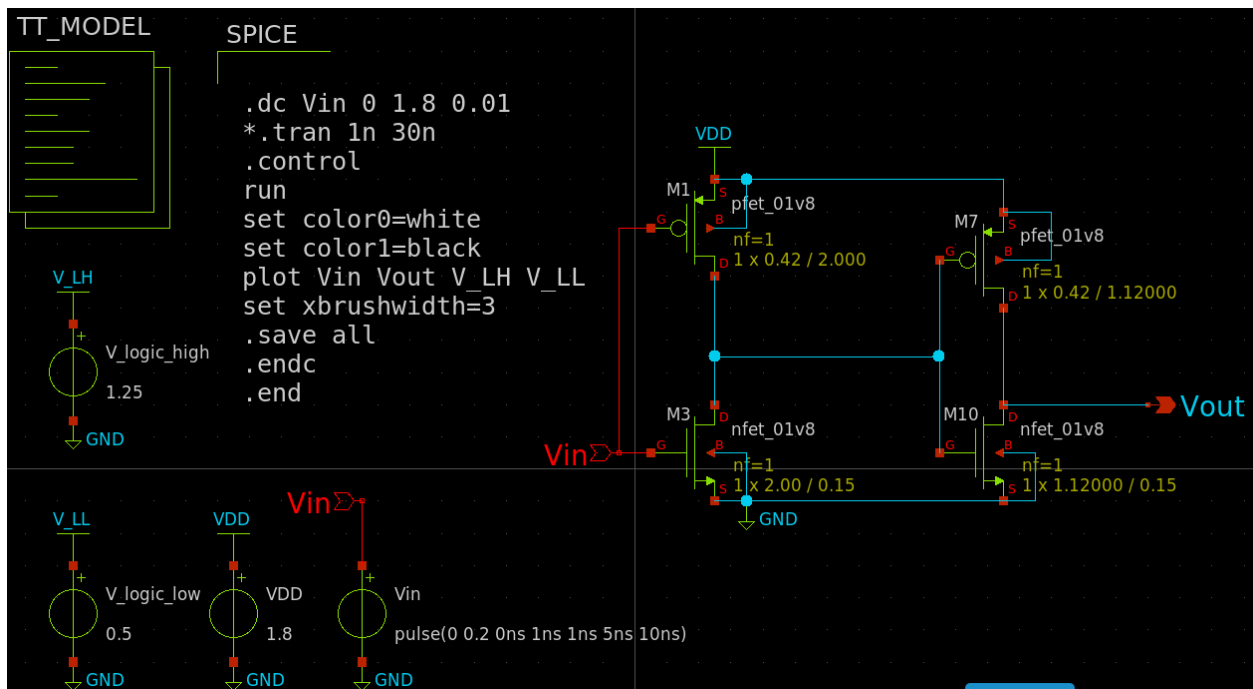 TT_MODEL
SPICE
.dc Vin 0 1.8 0.01
*.tran 1n 30n
.control
run
set color0=white
set color1=black
plot Vin Vout V_LH V_LL
set xbrushwidth=3
.save all
.endc
.end
V_LH
+
V_logic_high
1.25
GND
VDD
M1
S
pfet_01v8
G
B
nf=1
D
1 x 0.42 / 2.000
M7
S
pfet_01v8
G
B
nf=1
D
1 x 0.42 / 1.12000
M3
D
nfet_01v8
Vin
G
B
nf=1
S
1 x 2.00 / 0.15
GND
M10
D
nfet_01v8
G
B
nf=1
S
1 x 1.12000 / 0.15
Vout
V_LL
+
V_logic_low
0.5
GND
VDD
+
VDD
1.8
GND
Vin
+
Vin
pulse(0 0.2 0ns 1ns 1ns 5ns 10ns)
GND